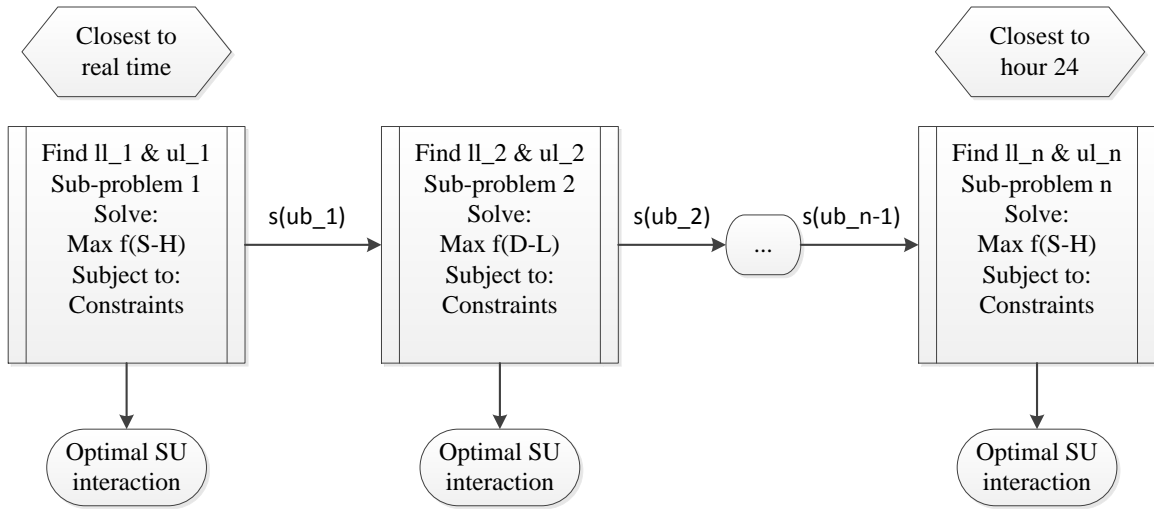 Closest to
real time
Closest to
hour 24
Find ll_1 & ul_1
Sub-problem 1
Solve:
Max f(S-H)
Subject to:
Constraints
s(ub_1)
Find ll_2 & ul_2
Sub-problem 2
Solve:
Max f(D-L)
Subject to:
Constraints
s(ub_2)
...
s(ub_n-1)
Find ll_n & ul_n
Sub-problem n
Solve:
Max f(S-H)
Subject to:
Constraints
Optimal SU
interaction
Optimal SU
interaction
Optimal SU
interaction